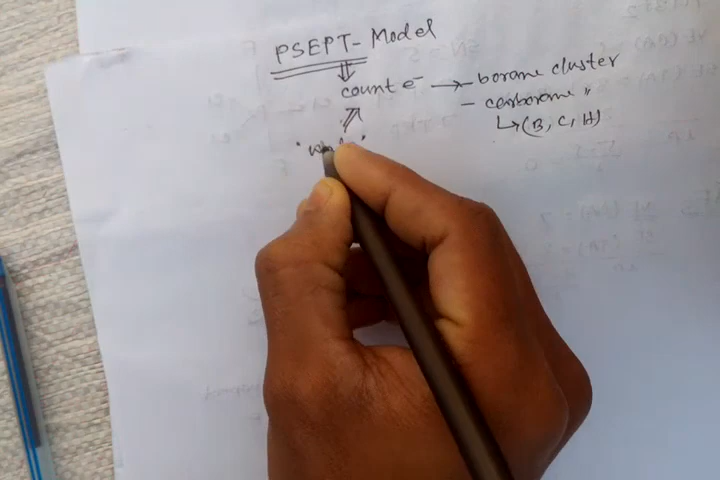 PSEPT - Model
count e⁻ → - borane cluster
- carborane "
↳ (B, C, H)